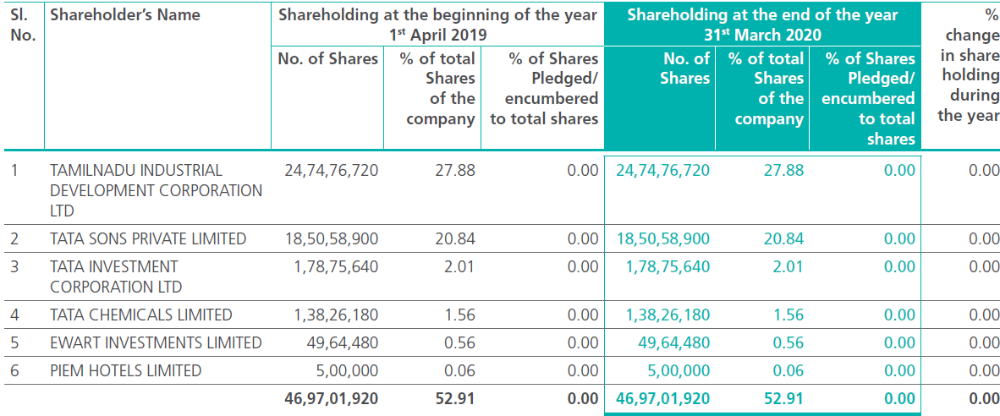 Sl. No. Shareholder's Name Shareholding at the beginning of the year 1st April 2019 Shareholding at the end of the year 31st March 2020 % change in share holding during the year
No. of Shares % of total Shares of the company % of Shares Pledged/ encumbered to total shares No. of Shares % of total Shares of the company % of Shares Pledged/ encumbered to total shares
1 TAMILNADU INDUSTRIAL DEVELOPMENT CORPORATION LTD 24,74,76,720 27.88 0.00 24,74,76,720 27.88 0.00 0.00
2 TATA SONS PRIVATE LIMITED 18,50,58,900 20.84 0.00 18,50,58,900 20.84 0.00 0.00
3 TATA INVESTMENT CORPORATION LTD 1,78,75,640 2.01 0.00 1,78,75,640 2.01 0.00 0.00
4 TATA CHEMICALS LIMITED 1,38,26,180 1.56 0.00 1,38,26,180 1.56 0.00 0.00
5 EWART INVESTMENTS LIMITED 49,64,480 0.56 0.00 49,64,480 0.56 0.00 0.00
6 PIEM HOTELS LIMITED 5,00,000 0.06 0.00 5,00,000 0.06 0.00 0.00
46,97,01,920 52.91 0.00 46,97,01,920 52.91 0.00 0.00